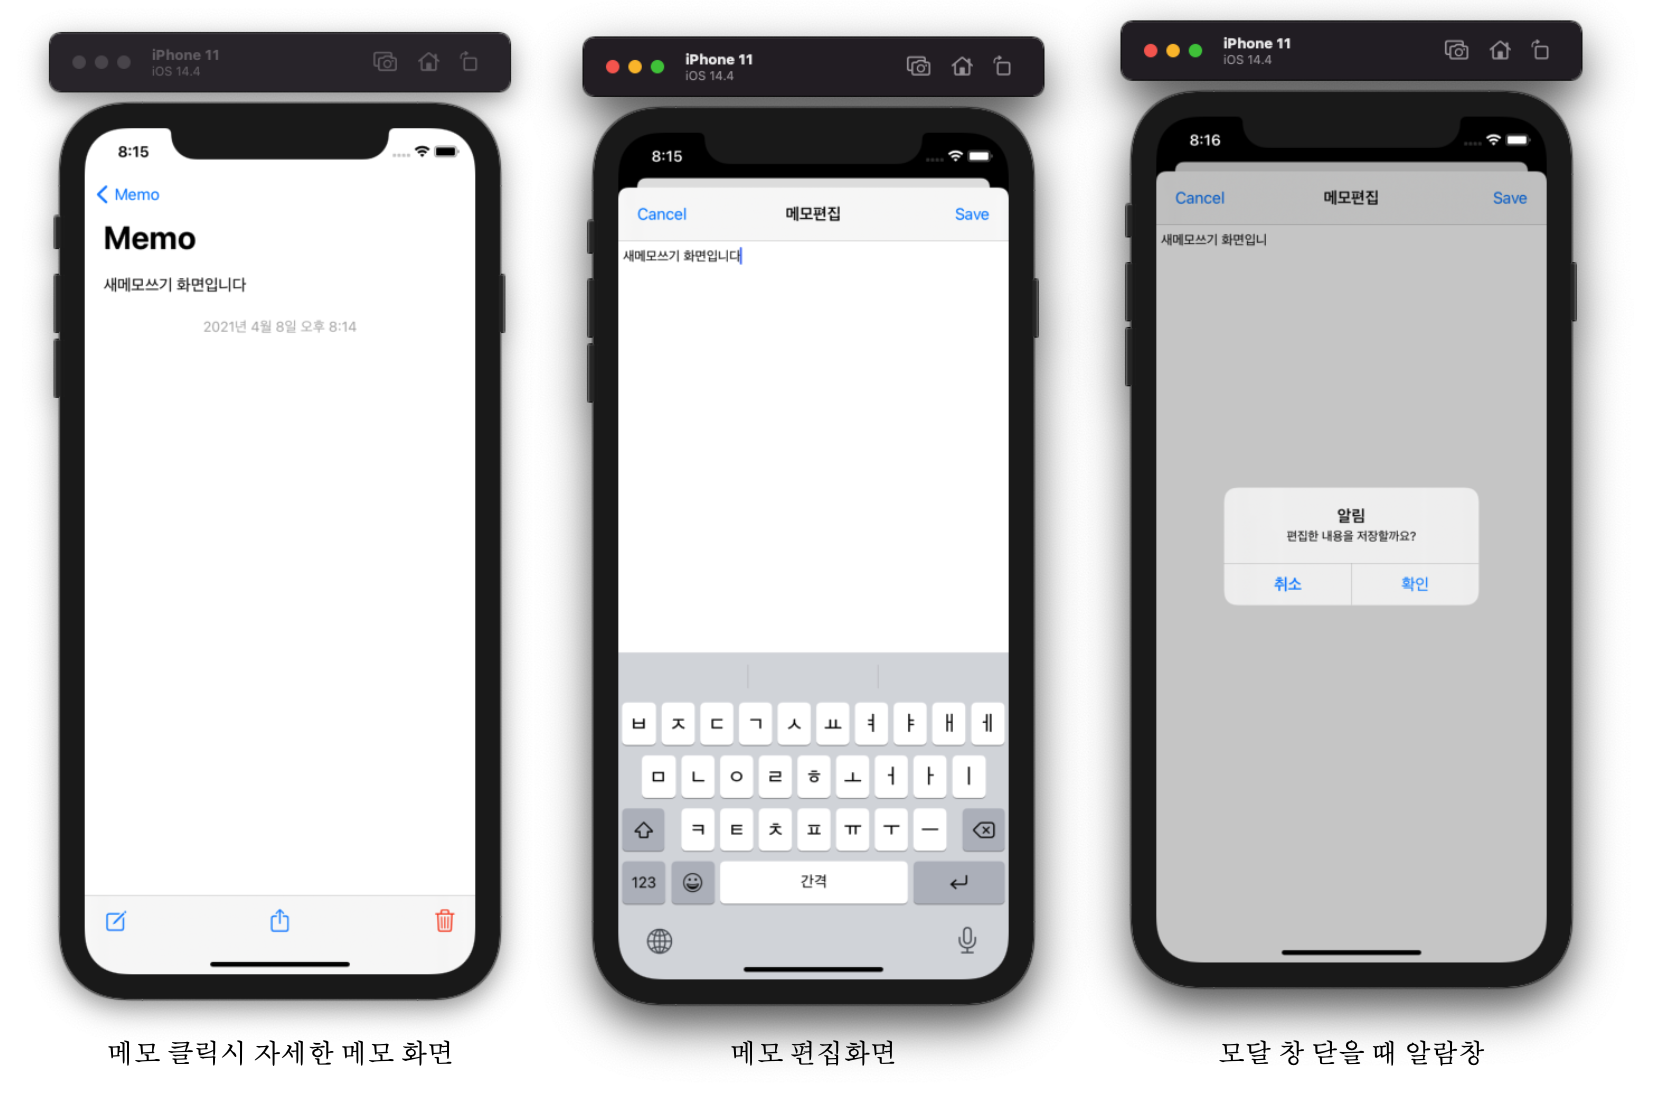 iPhone 11
iOS 14.4
8:15
Memo
Memo
새메모쓰기 화면입니다
2021년 4월 8일 오후 8:14
메모 클릭시 자세한 메모 화면
iPhone 11
iOS 14.4
8:15
Cancel 메모편집 Save
새메모쓰기 화면입니다
ㅂ ㅈ ㄷ ㄱ ㅅ ㅛ ㅕ ㅑ ㅐ ㅔ
ㅁ ㄴ ㅇ ㄹ ㅎ ㅗ ㅓ ㅏ ㅣ
ㅋ ㅌ ㅊ ㅍ ㅠ ㅜ ㅡ
123 간격
메모 편집화면
iPhone 11
iOS 14.4
8:16
Cancel 메모편집 Save
새메모쓰기 화면입니
알림
편집한 내용을 저장할까요?
취소 확인
모달 창 닫을 때 알람창